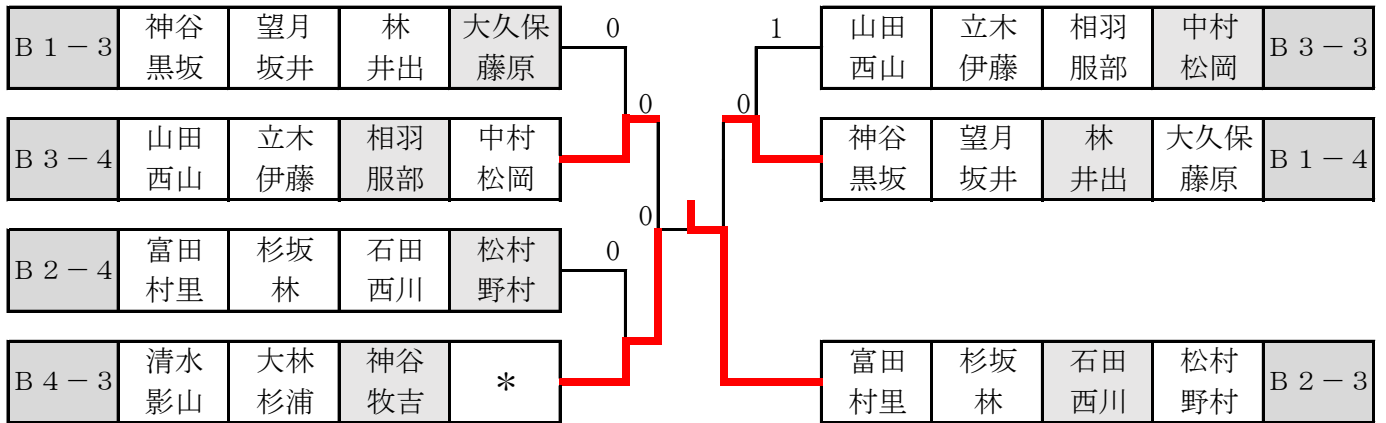 Ｂ１－３ 神谷 望月 林 大久保
黒坂 坂井 井出 藤原
0
Ｂ３－４ 山田 立木 相羽 中村
西山 伊藤 服部 松岡
0
Ｂ２－４ 富田 杉坂 石田 松村
村里 林 西川 野村
0
Ｂ４－３ 清水 大林 神谷 ＊
影山 杉浦 牧吉
0
1
山田 立木 相羽 中村 Ｂ３－３
西山 伊藤 服部 松岡
0
神谷 望月 林 大久保 Ｂ１－４
黒坂 坂井 井出 藤原
富田 杉坂 石田 松村 Ｂ２－３
村里 林 西川 野村